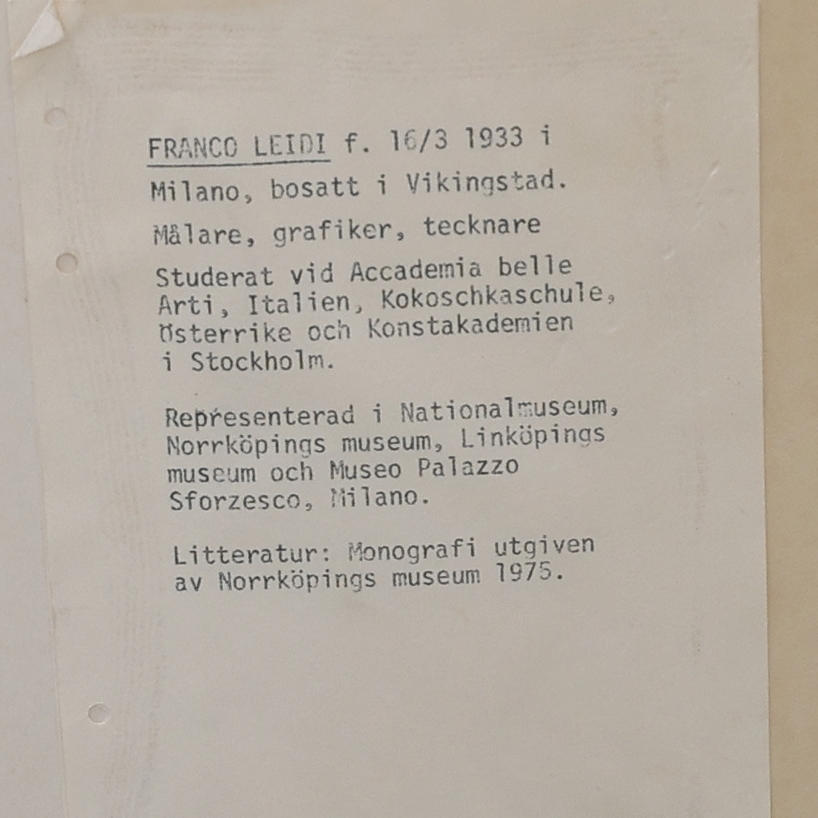 FRANCO LEIDI f. 16/3 1933 i
Milano, bosatt i Vikingstad.
Målare, grafiker, tecknare
Studerat vid Accademia belle
Arti, Italien, Kokoschkaschule,
Österrike och Konstakademien
i Stockholm.
Representerad i Nationalmuseum,
Norrköpings museum, Linköpings
museum och Museo Palazzo
Sforzesco, Milano.
Litteratur: Monografi utgiven
av Norrköpings museum 1975.